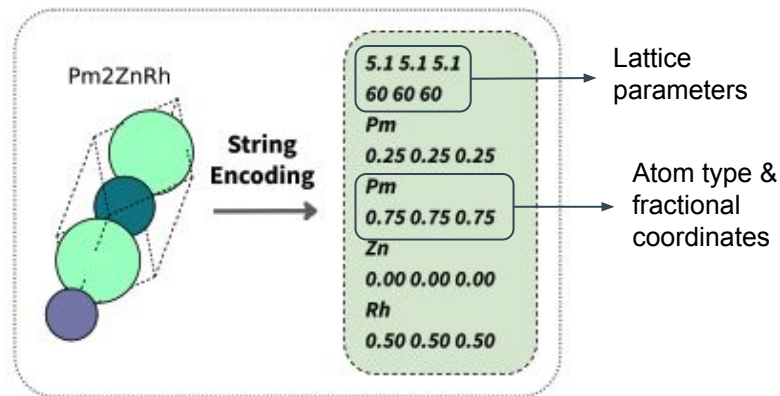 Pm2ZnRh
String
Encoding
5.1 5.1 5.1
60 60 60
Pm
0.25 0.25 0.25
Pm
0.75 0.75 0.75
Zn
0.00 0.00 0.00
Rh
0.50 0.50 0.50
Lattice
parameters
Atom type &
fractional
coordinates